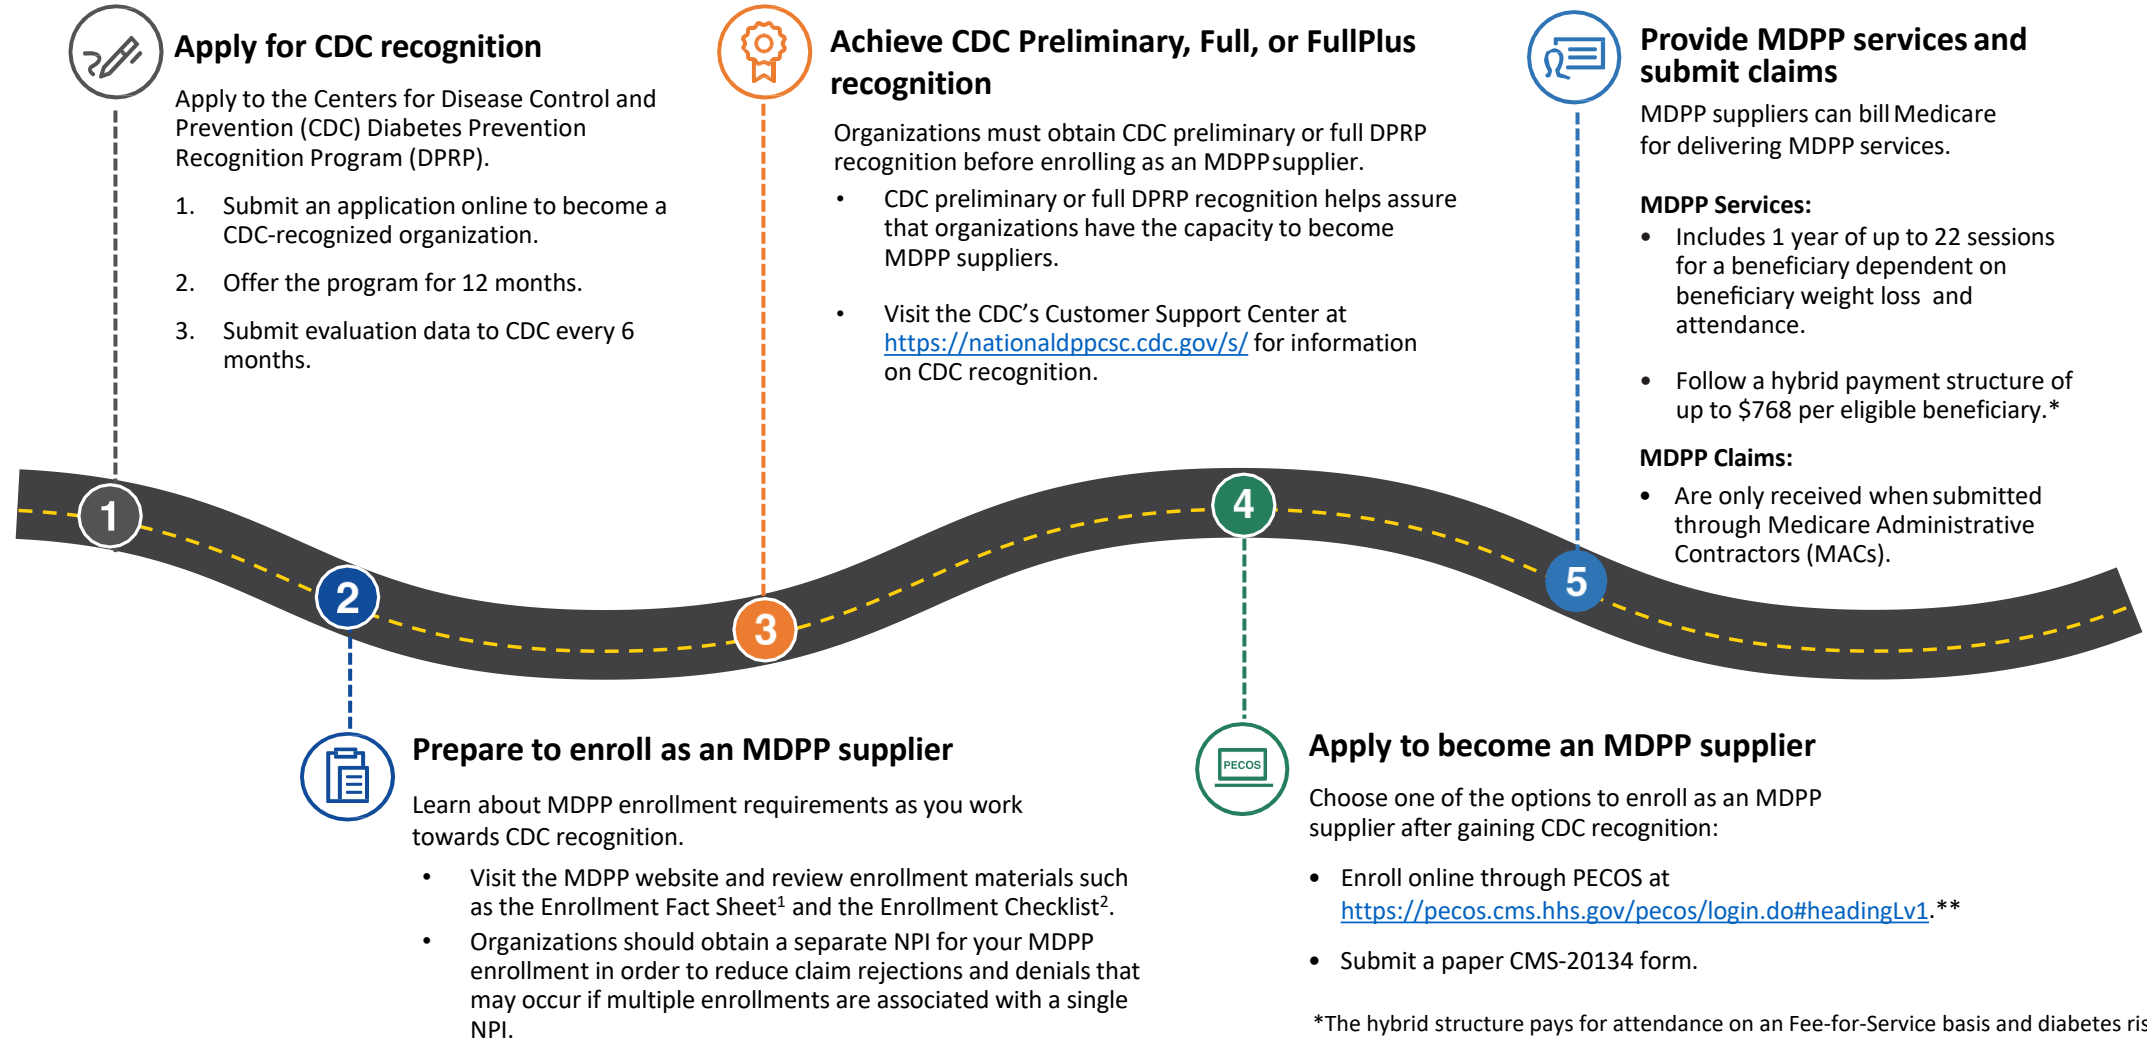 Apply for CDC recognition
Apply to the Centers for Disease Control and
Prevention (CDC) Diabetes Prevention
Recognition Program (DPRP).
1. Submit an application online to become a
CDC-recognized organization.
2. Offer the program for 12 months.
3. Submit evaluation data to CDC every 6
months.
Achieve CDC Preliminary, Full, or FullPlus
recognition
Organizations must obtain CDC preliminary or full DPRP
recognition before enrolling as an MDPP supplier.
• CDC preliminary or full DPRP recognition helps assure
that organizations have the capacity to become
MDPP suppliers.
• Visit the CDC’s Customer Support Center at
https://nationaldppcsc.cdc.gov/s/ for information
on CDC recognition.
Provide MDPP services and
submit claims
MDPP suppliers can bill Medicare
for delivering MDPP services.
MDPP Services:
• Includes 1 year of up to 22 sessions
for a beneficiary dependent on
beneficiary weight loss and
attendance.
• Follow a hybrid payment structure of
up to $768 per eligible beneficiary.*
MDPP Claims:
• Are only received when submitted
through Medicare Administrative
Contractors (MACs).
1
2
3
4
5
Prepare to enroll as an MDPP supplier
Learn about MDPP enrollment requirements as you work
towards CDC recognition.
• Visit the MDPP website and review enrollment materials such
as the Enrollment Fact Sheet1 and the Enrollment Checklist2.
• Organizations should obtain a separate NPI for your MDPP
enrollment in order to reduce claim rejections and denials that
may occur if multiple enrollments are associated with a single
NPI.
PECOS
Apply to become an MDPP supplier
Choose one of the options to enroll as an MDPP
supplier after gaining CDC recognition:
• Enroll online through PECOS at
https://pecos.cms.hhs.gov/pecos/login.do#headingLv1.**
• Submit a paper CMS-20134 form.
*The hybrid structure pays for attendance on an Fee-for-Service basis and diabetes